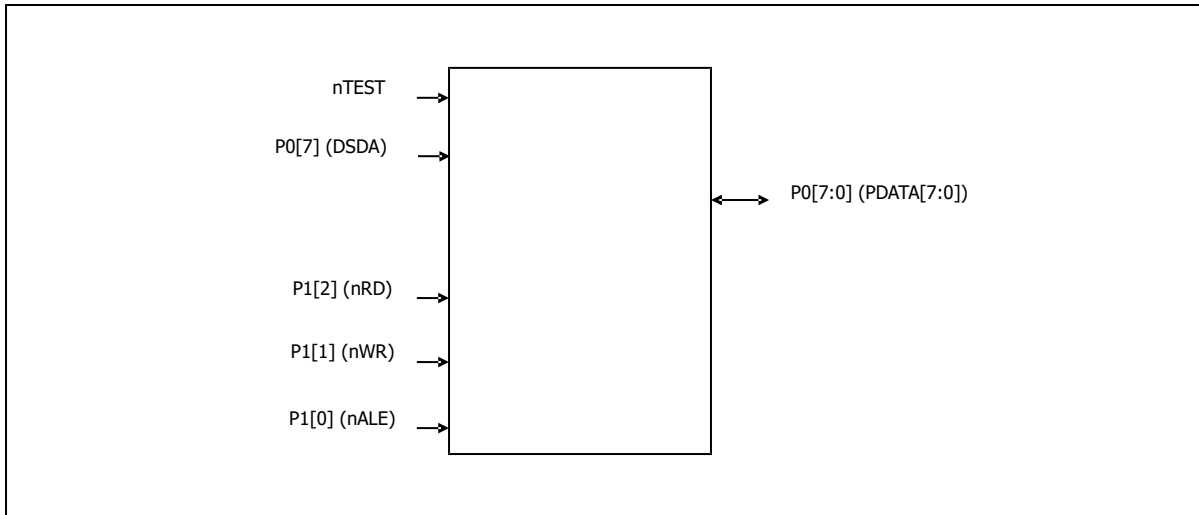 nTEST
P0[7] (DSDA)
P0[7:0] (PDATA[7:0])
P1[2] (nRD)
P1[1] (nWR)
P1[0] (nALE)